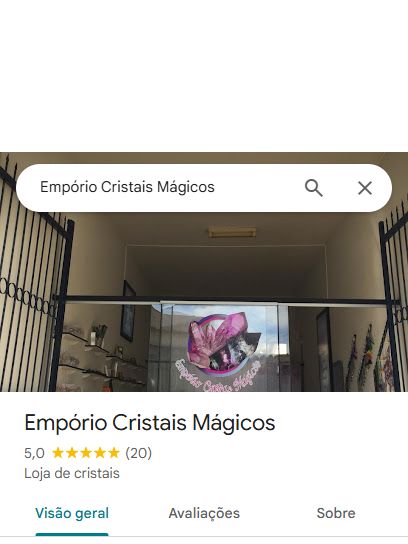 Empório Cristais Mágicos
Empório Cristais Mágicos
Empório Cristais Mágicos
5,0 (20)
Loja de cristais
Visão geral
Avaliações
Sobre